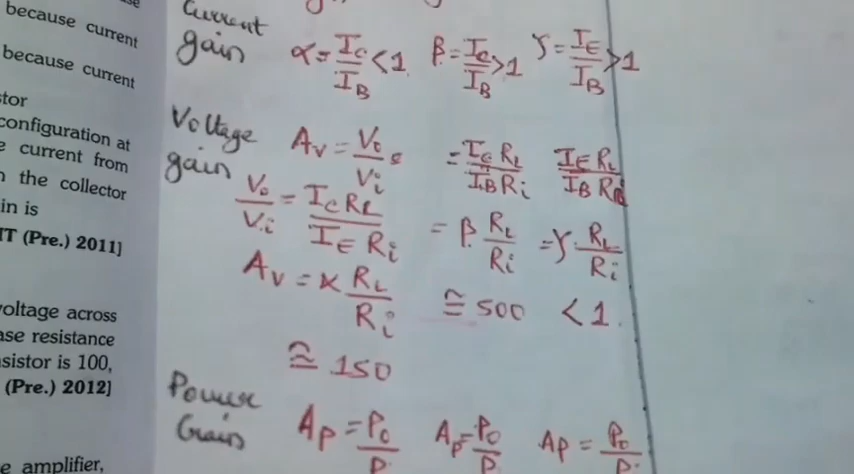 because current
because current
stor
configuration at
e current from
n the collector
in is
IT (Pre.) 2011]
voltage across
ase resistance
sistor is 100,
(Pre.) 2012]
e amplifier,
Current
gain
α = I_C/I_B < 1 β = I_C/I_B > 1 γ = I_E/I_B > 1
Voltage
gain
A_V = V_o/V_i = I_C R_L/I_B R_i I_E R_L/I_B R_i
V_o/V_i = I_C R_L/I_E R_i = β R_L/R_i = γ R_L/R_i
A_V = α R_L/R_i ≅ 500 < 1
≅ 150
Power
Gain
A_P = P_o/P A_P = P_o/P A_P = P_o/P